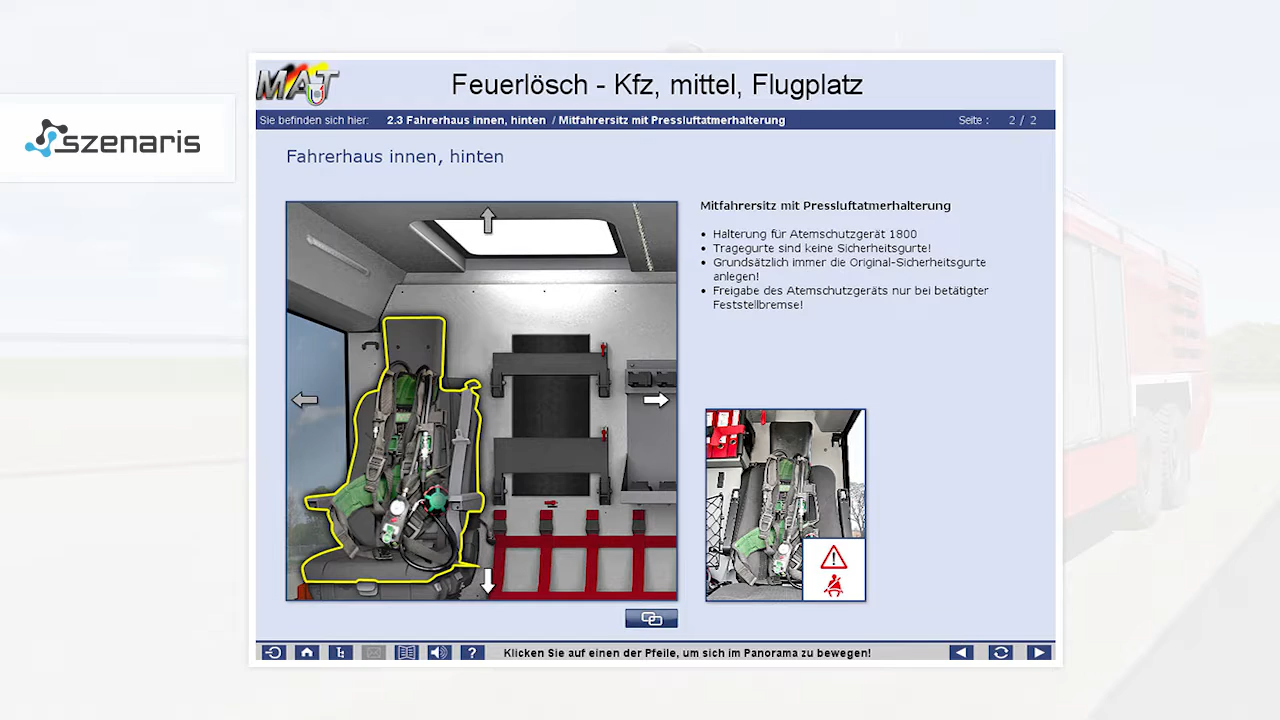 szenaris
MAT
Feuerlösch - Kfz, mittel, Flugplatz
Sie befinden sich hier: 2.3 Fahrerhaus innen, hinten / Mitfahrersitz mit Pressluftatmerhalterung Seite : 2 / 2
Fahrerhaus innen, hinten
Mitfahrersitz mit Pressluftatmerhalterung
• Halterung für Atemschutzgerät 1800
• Tragegurte sind keine Sicherheitsgurte!
• Grundsätzlich immer die Original-Sicherheitsgurte
anlegen!
• Freigabe des Atemschutzgeräts nur bei betätigter
Feststellbremse!
? Klicken Sie auf einen der Pfeile, um sich im Panorama zu bewegen!